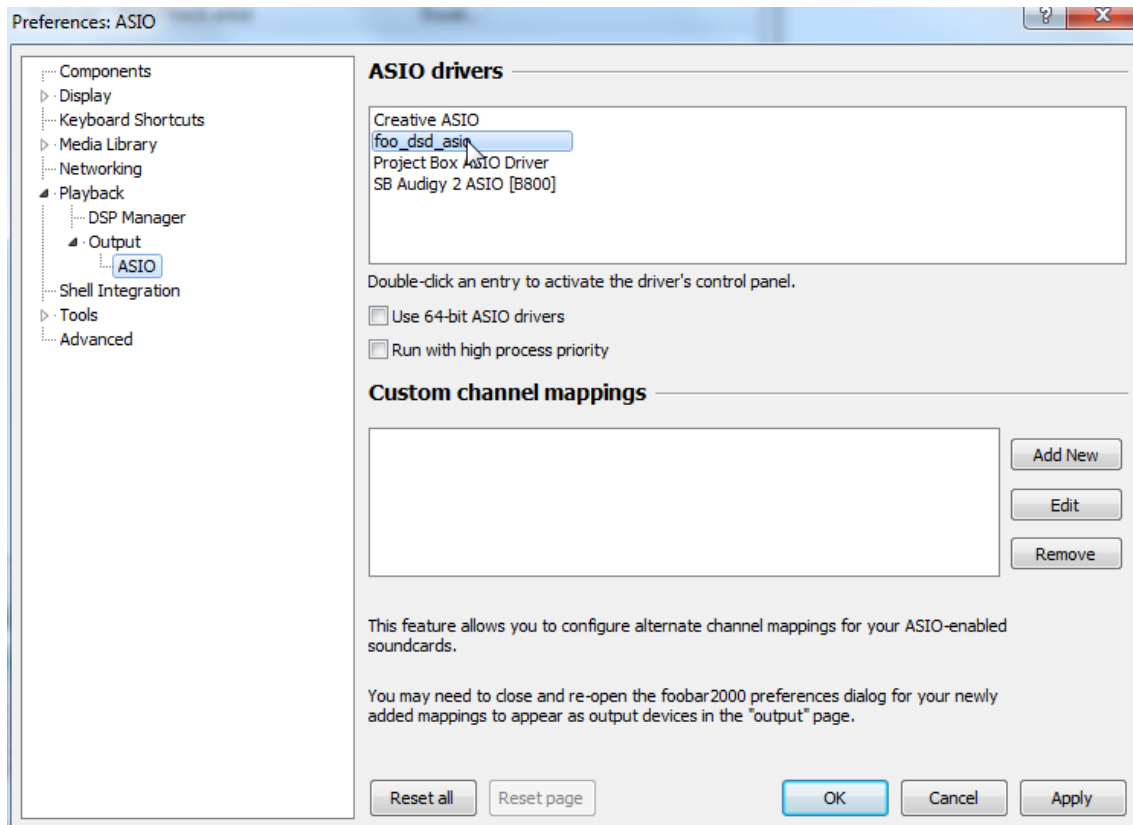 Preferences: ASIO
Components
Display
Keyboard Shortcuts
Media Library
Networking
Playback
DSP Manager
Output
ASIO
Shell Integration
Tools
Advanced
ASIO drivers
Creative ASIO
foo_dsd_asio
Project Box ASIO Driver
SB Audigy 2 ASIO [B800]
Double-click an entry to activate the driver's control panel.
Use 64-bit ASIO drivers
Run with high process priority
Custom channel mappings
Add New
Edit
Remove
This feature allows you to configure alternate channel mappings for your ASIO-enabled
soundcards.
You may need to close and re-open the foobar2000 preferences dialog for your newly
added mappings to appear as output devices in the "output" page.
Reset all
Reset page
OK
Cancel
Apply